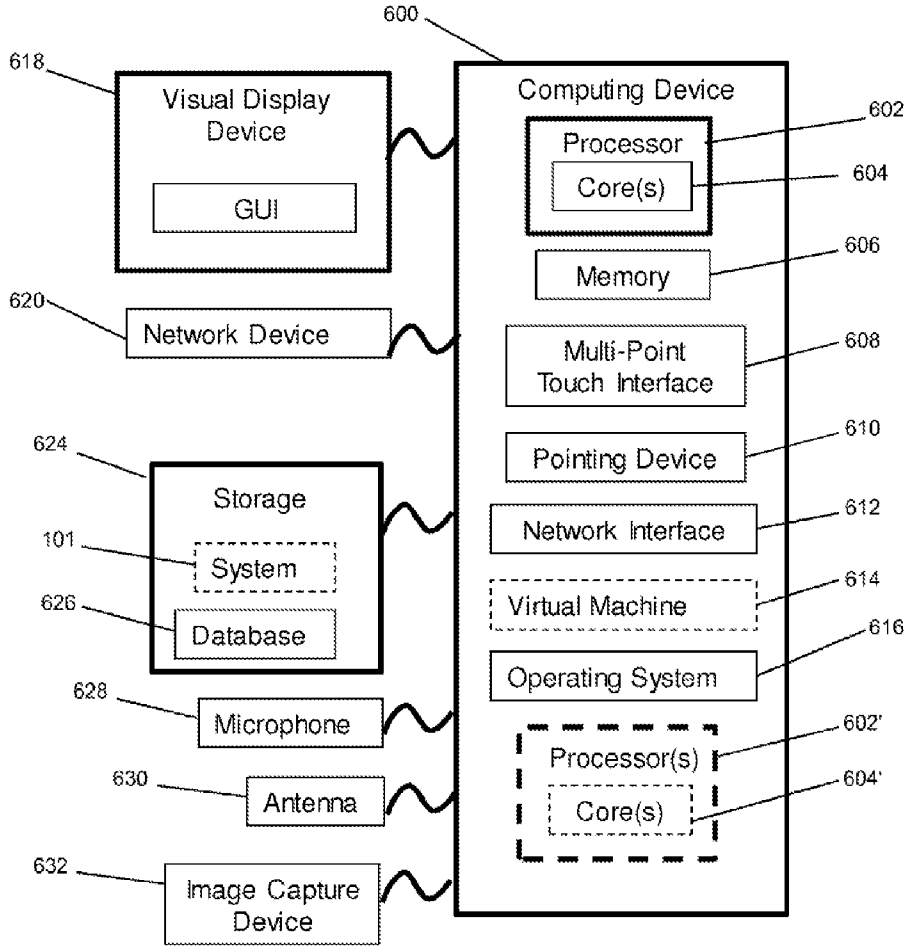 600
618
Visual Display
Device
GUI
620
Network Device
624
Storage
101
System
626
Database
628
Microphone
630
Antenna
632
Image Capture
Device
Computing Device
602
Processor
604
Core(s)
606
Memory
608
Multi-Point
Touch Interface
610
Pointing Device
612
Network Interface
614
Virtual Machine
616
Operating System
602'
Processor(s)
604'
Core(s)